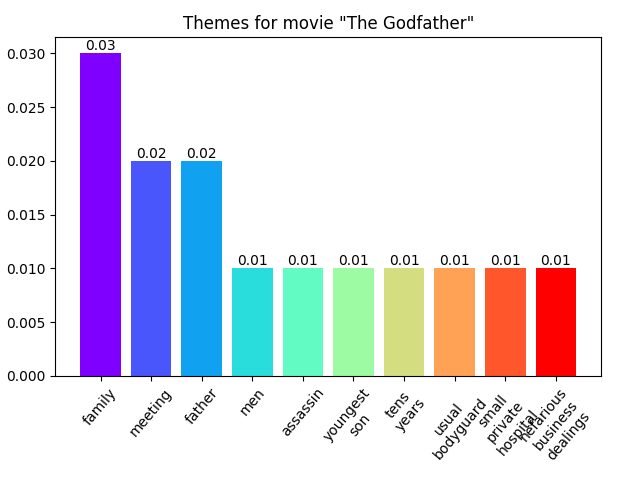 Themes for movie "The Godfather"
0.030
0.025
0.020
0.015
0.010
0.005
0.000
0.03
0.02
0.02
0.01
0.01
0.01
0.01
0.01
0.01
0.01
family
meeting
father
men
assassin
youngest
son
tens
years
usual
bodyguard
small
private
hospital
nefarious
business
dealings